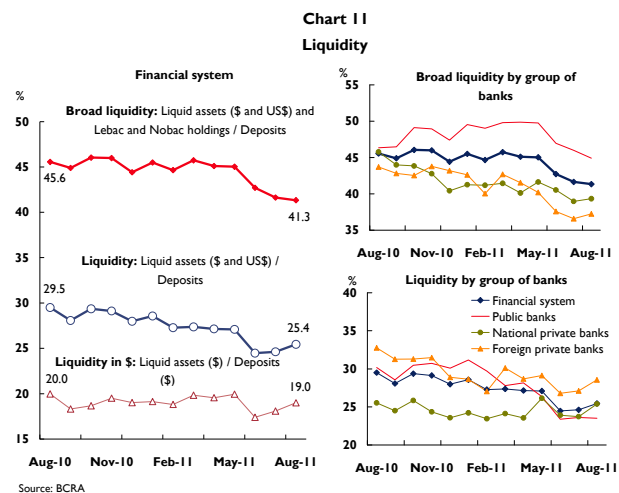 Chart 11
Liquidity
Financial system
%
Broad liquidity: Liquid assets ($ and US$) and
Lebac and Nobac holdings / Deposits
50
45
40
35
30
25
20
15
45.6
41.3
Liquidity: Liquid assets ($ and US$) /
Deposits
29.5
25.4
Liquidity in $: Liquid assets ($) / Deposits
($)
20.0
19.0
Aug-10 Nov-10 Feb-11 May-11 Aug-11
%
Broad liquidity by group of
banks
55
50
45
40
35
Aug-10 Nov-10 Feb-11 May-11 Aug-11
%
Liquidity by group of banks
40
35
30
25
20
Financial system
Public banks
National private banks
Foreign private banks
Aug-10 Nov-10 Feb-11 May-11 Aug-11
Source: BCRA